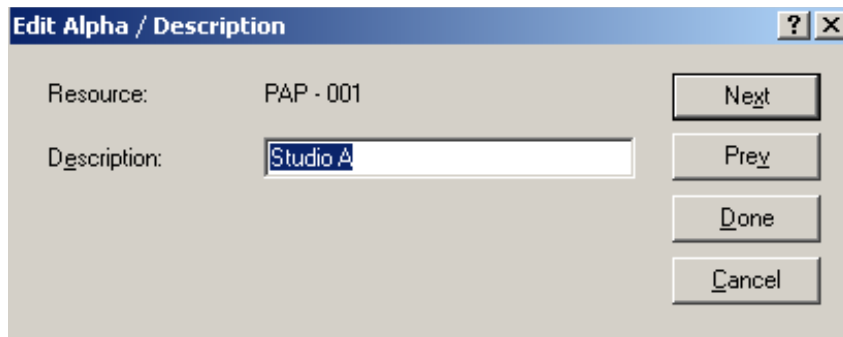 Edit Alpha / Description
Resource: PAP - 001
Next
Description: Studio A
Prev
Done
Cancel